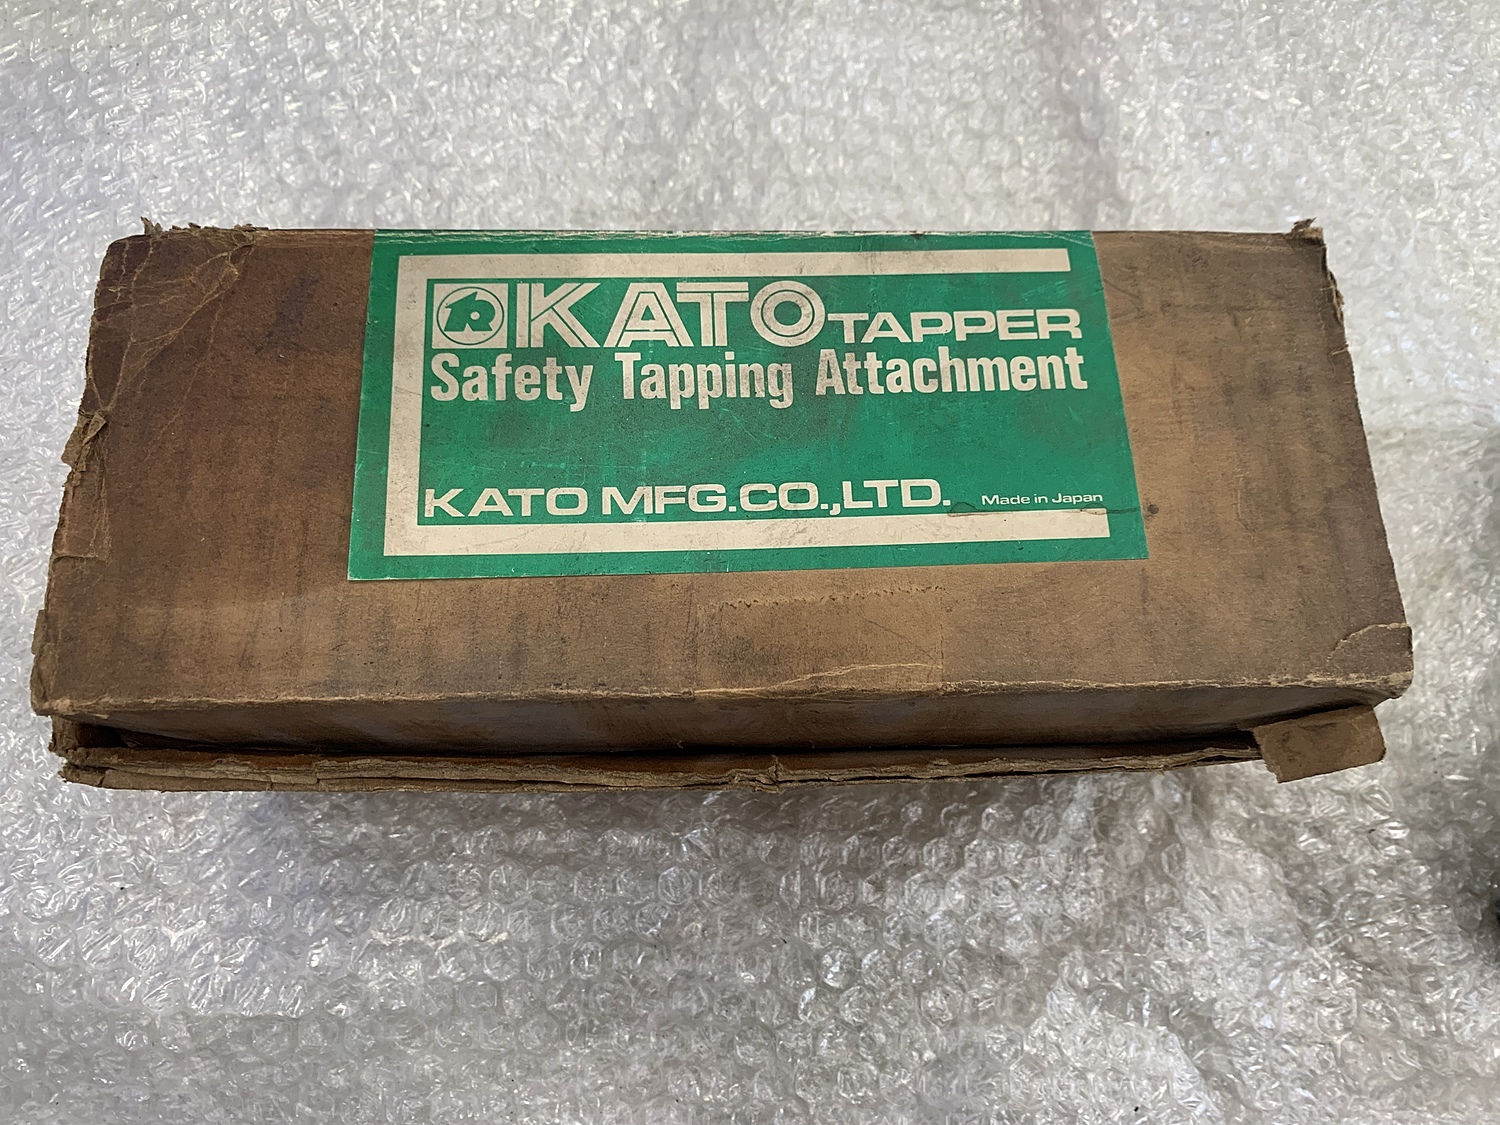 KATO TAPPER
Safety Tapping Attachment
KATO MFG.CO.,LTD. Made in Japan